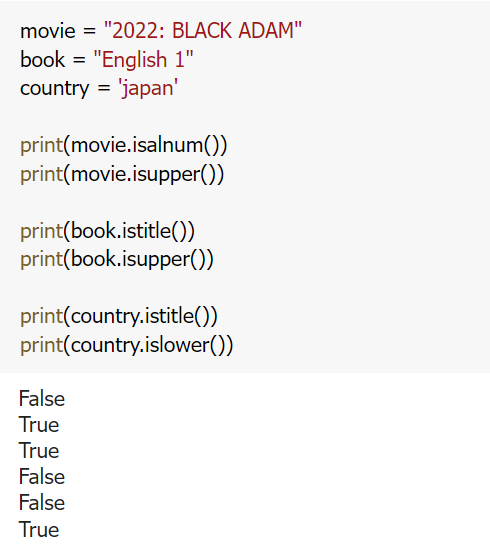 movie = "2022: BLACK ADAM"
book = "English 1"
country = 'japan'
print(movie.isalnum())
print(movie.isupper())
print(book.istitle())
print(book.isupper())
print(country.istitle())
print(country.islower())
False
True
True
False
False
True